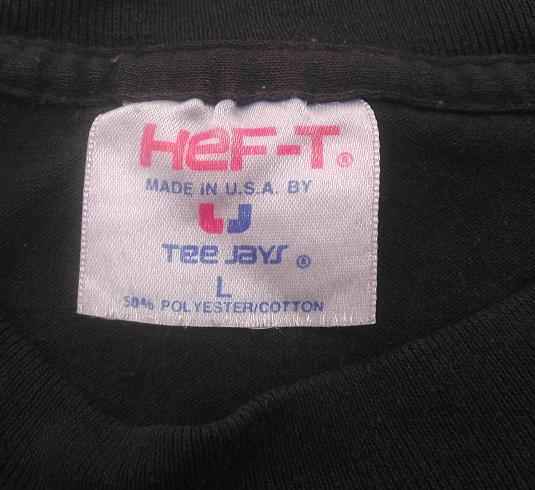 HeF-T®
MADE IN U.S.A. BY
TEE JAYS ®
L
50% POLYESTER/COTTON